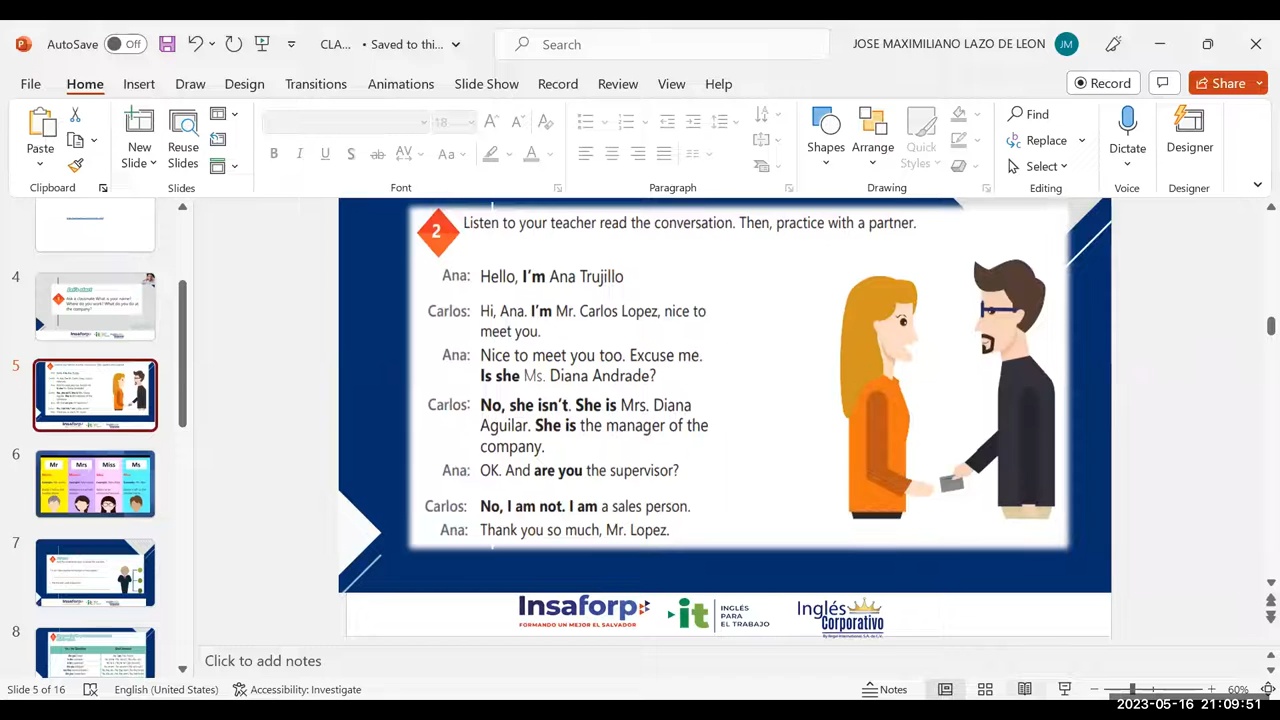 AutoSave Off CLA... • Saved to thi... Search JOSE MAXIMILIANO LAZO DE LEON JM
File Home Insert Draw Design Transitions Animations Slide Show Record Review View Help Record Share
Paste New Slide Reuse Slides 18 Shapes Arrange Quick Styles Find Replace Select Dictate Designer
Clipboard Slides Font Paragraph Drawing Editing Voice Designer
2 Listen to your teacher read the conversation. Then, practice with a partner.
Ana: Hello, I'm Ana Trujillo
Carlos: Hi, Ana. I'm Mr. Carlos Lopez, nice to
meet you.
Ana: Nice to meet you too. Excuse me.
Is she Ms. Diana Andrade?
Carlos: No, she isn't. She is Mrs. Diana
Aguilar. She is the manager of the
company.
Ana: OK. And are you the supervisor?
Carlos: No, I am not. I am a sales person.
Ana: Thank you so much, Mr. Lopez.
Insaforp
FORMANDO UN MEJOR EL SALVADOR
it INGLÉS PARA EL TRABAJO
Inglés Corporativo
4
5
6
Mr Mrs Miss Ms
7
8
Click to add notes
Slide 5 of 16 English (United States) Accessibility: Investigate Notes 60%
2023-05-16 21:09:51